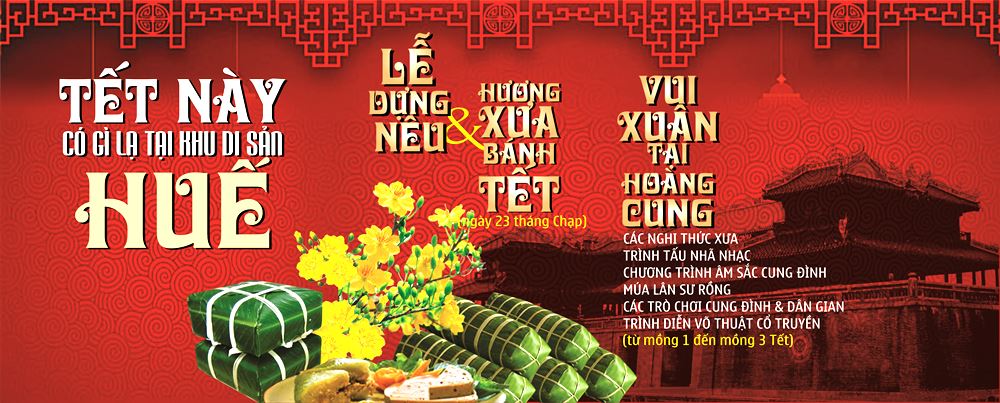 TẾT NÀY
CÓ GÌ LẠ TẠI KHU DI SẢN
HUẾ
LỄ
DỰNG
NÊU
&
HƯƠNG
XƯA
BÁNH
TẾT
(ngày 23 tháng Chạp)
VUI
XUÂN
TẠI
HOÀNG
CUNG
CÁC NGHI THỨC XƯA
TRÌNH TẤU NHÃ NHẠC
CHƯƠNG TRÌNH ÂM SẮC CUNG ĐÌNH
MÚA LÂN SƯ RỒNG
CÁC TRÒ CHƠI CUNG ĐÌNH & DÂN GIAN
TRÌNH DIỄN VÕ THUẬT CỔ TRUYỀN
(từ mồng 1 đến mồng 3 Tết)